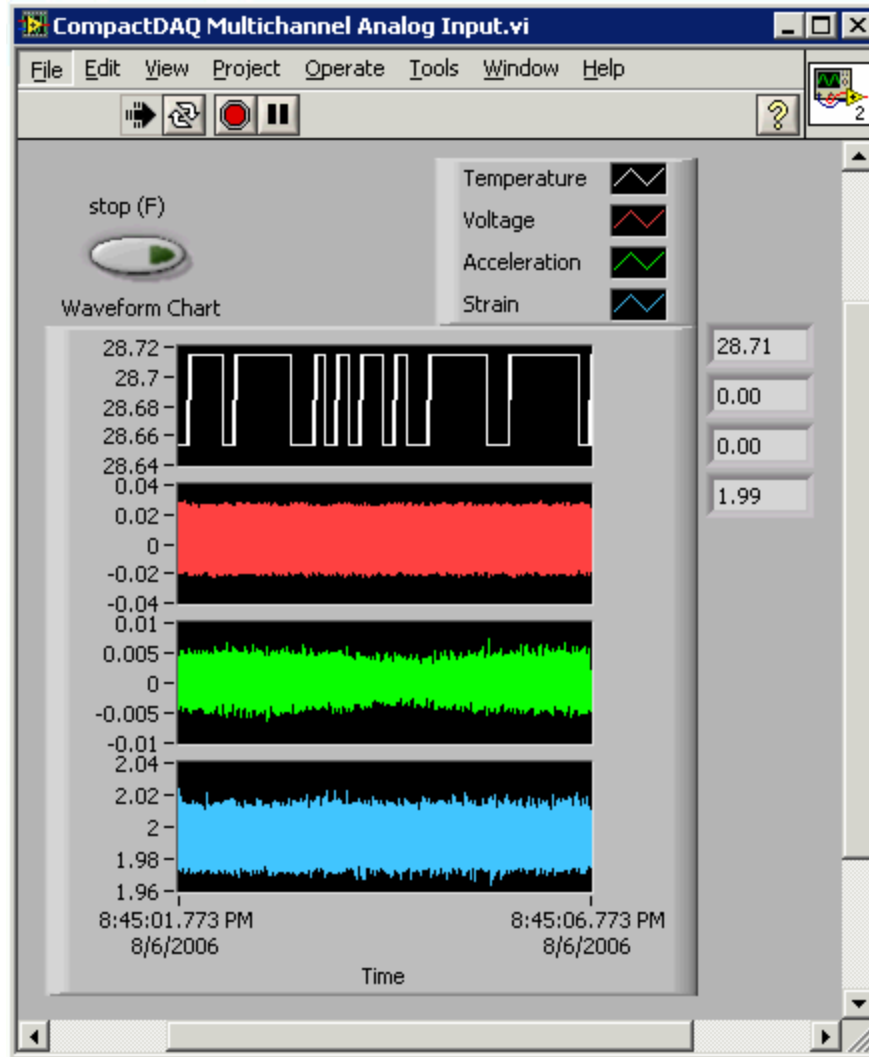 CompactDAQ Multichannel Analog Input.vi
File Edit View Project Operate Tools Window Help
?
2
stop (F)
Temperature
Voltage
Acceleration
Strain
Waveform Chart
28.72
28.7
28.68
28.66
28.64
0.04
0.02
0
-0.02
-0.04
0.01
0.005
0
-0.005
-0.01
2.04
2.02
2
1.98
1.96
28.71
0.00
0.00
1.99
8:45:01.773 PM
8/6/2006
8:45:06.773 PM
8/6/2006
Time